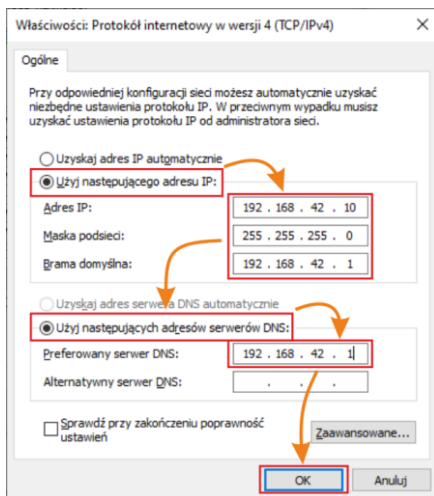 Właściwości: Protokół internetowy w wersji 4 (TCP/IPv4)
Ogólne
Przy odpowiedniej konfiguracji sieci możesz automatycznie uzyskać
niezbędne ustawienia protokołu IP. W przeciwnym wypadku musisz
uzyskać ustawienia protokołu IP od administratora sieci.
Uzyskaj adres IP automatycznie
Użyj następującego adresu IP:
Adres IP: 192 . 168 . 42 . 10
Maska podsieci: 255 . 255 . 255 . 0
Brama domyślna: 192 . 168 . 42 . 1
Uzyskaj adres serwera DNS automatycznie
Użyj następujących adresów serwerów DNS:
Preferowany serwer DNS: 192 . 168 . 42 . 1
Alternatywny serwer DNS: . . .
Sprawdź przy zakończeniu poprawność
ustawień
Zaawansowane...
OK Anuluj